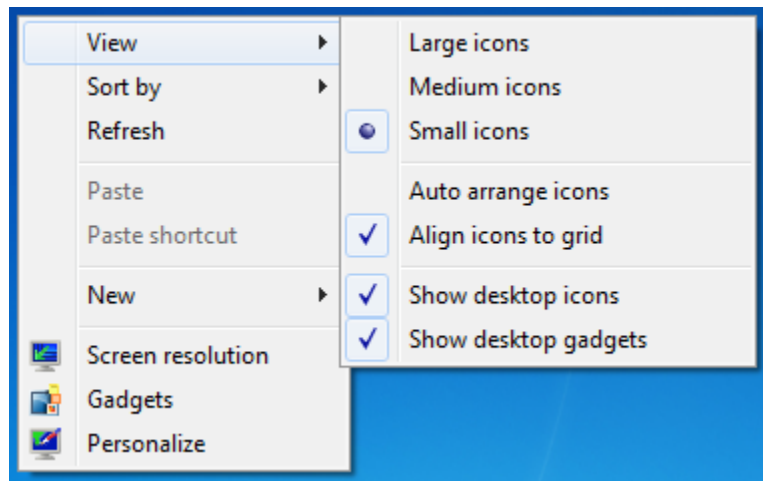 View
Sort by
Refresh
Paste
Paste shortcut
New
Screen resolution
Gadgets
Personalize
Large icons
Medium icons
Small icons
Auto arrange icons
Align icons to grid
Show desktop icons
Show desktop gadgets